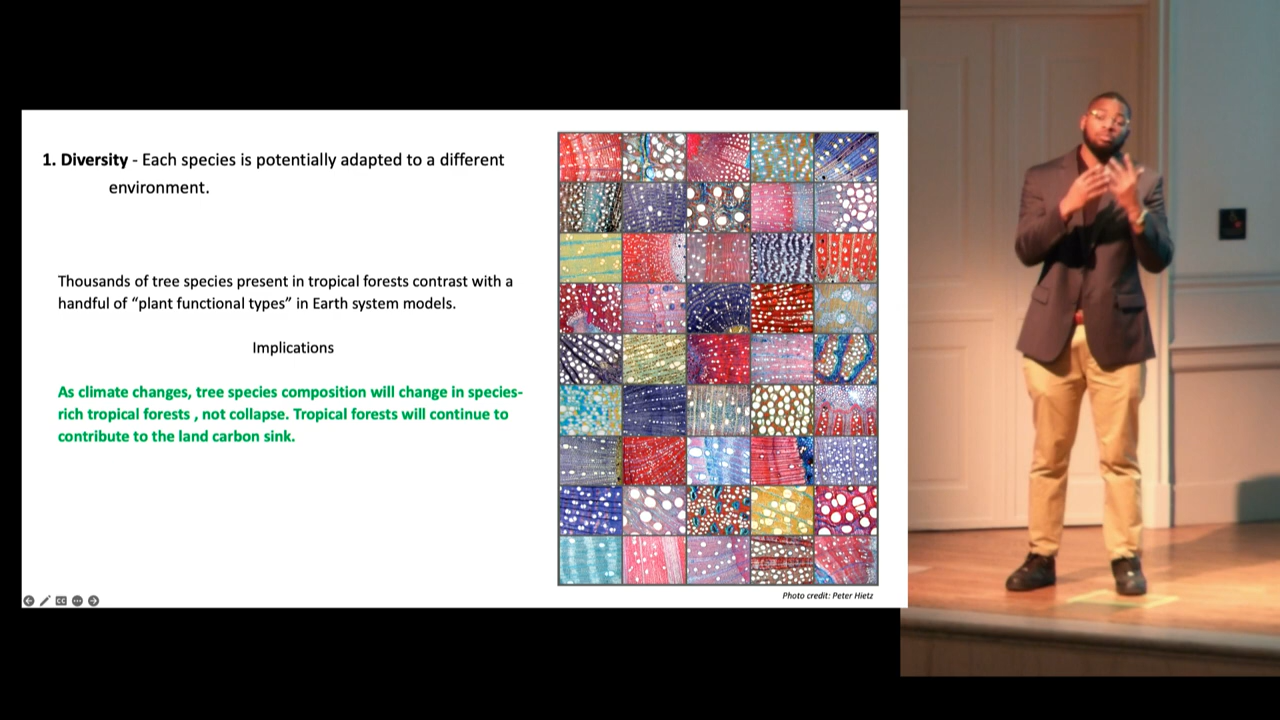 1. Diversity - Each species is potentially adapted to a different
environment.
Thousands of tree species present in tropical forests contrast with a
handful of “plant functional types” in Earth system models.
Implications
As climate changes, tree species composition will change in species-
rich tropical forests , not collapse. Tropical forests will continue to
contribute to the land carbon sink.
CC
Photo credit: Peter Hietz